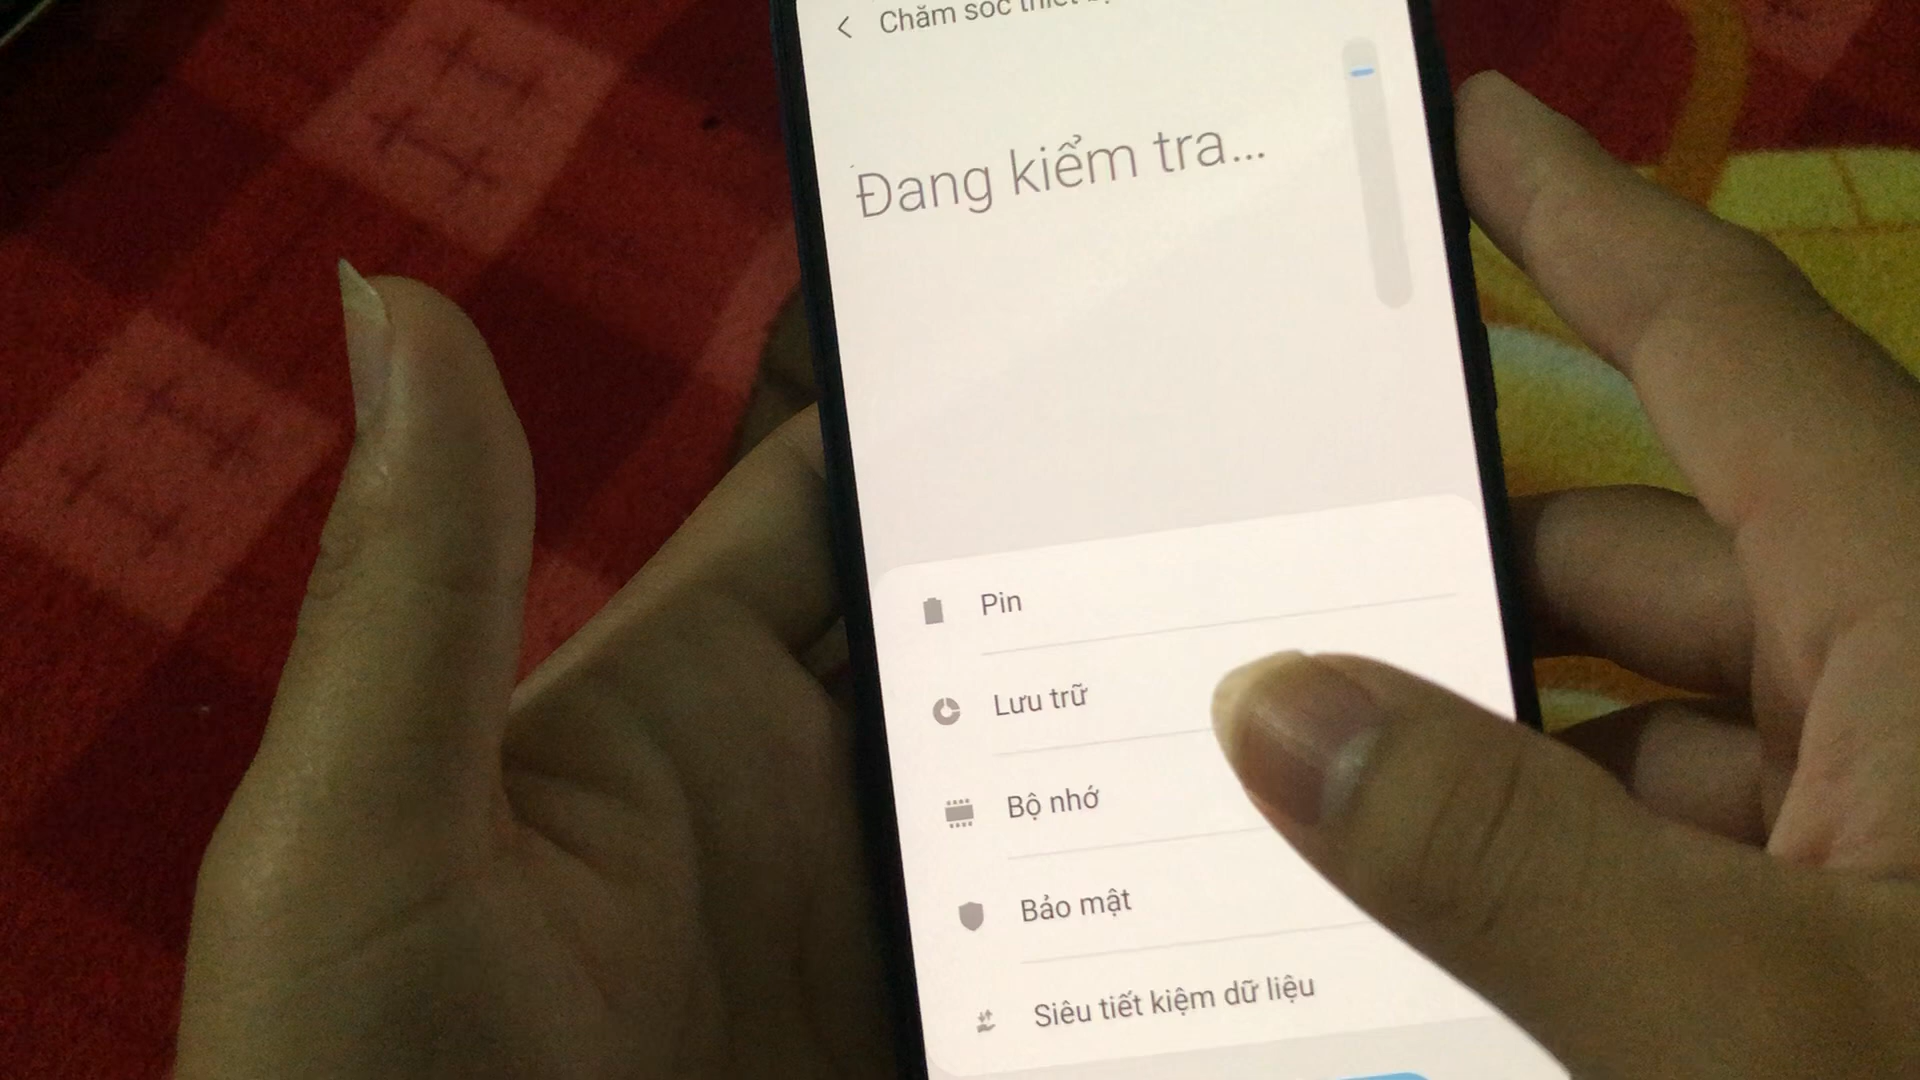 Chăm sóc thiết bị
Đang kiểm tra...
Pin
Lưu trữ
Bộ nhớ
Bảo mật
Siêu tiết kiệm dữ liệu